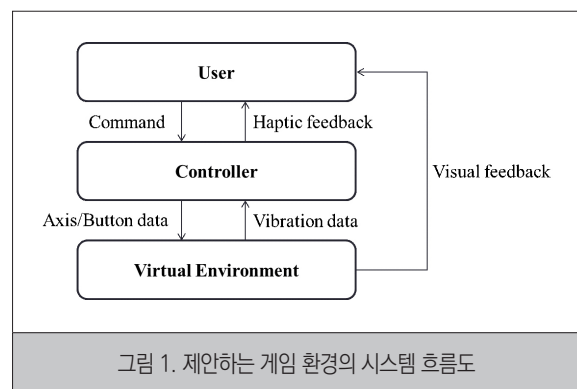 User
Command
Haptic feedback
Controller
Visual feedback
Axis/Button data
Vibration data
Virtual Environment
그림 1. 제안하는 게임 환경의 시스템 흐름도